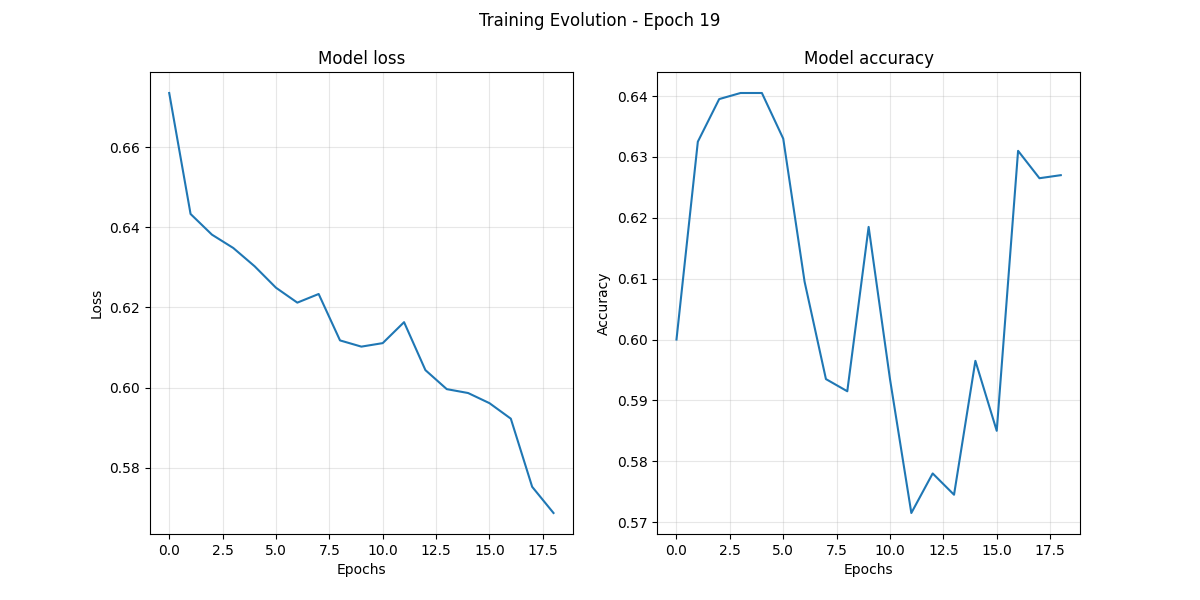 Training Evolution - Epoch 19
Model loss
Loss
0.66
0.64
0.62
0.60
0.58
0.0 2.5 5.0 7.5 10.0 12.5 15.0 17.5
Epochs
Model accuracy
Accuracy
0.64
0.63
0.62
0.61
0.60
0.59
0.58
0.57
0.0 2.5 5.0 7.5 10.0 12.5 15.0 17.5
Epochs